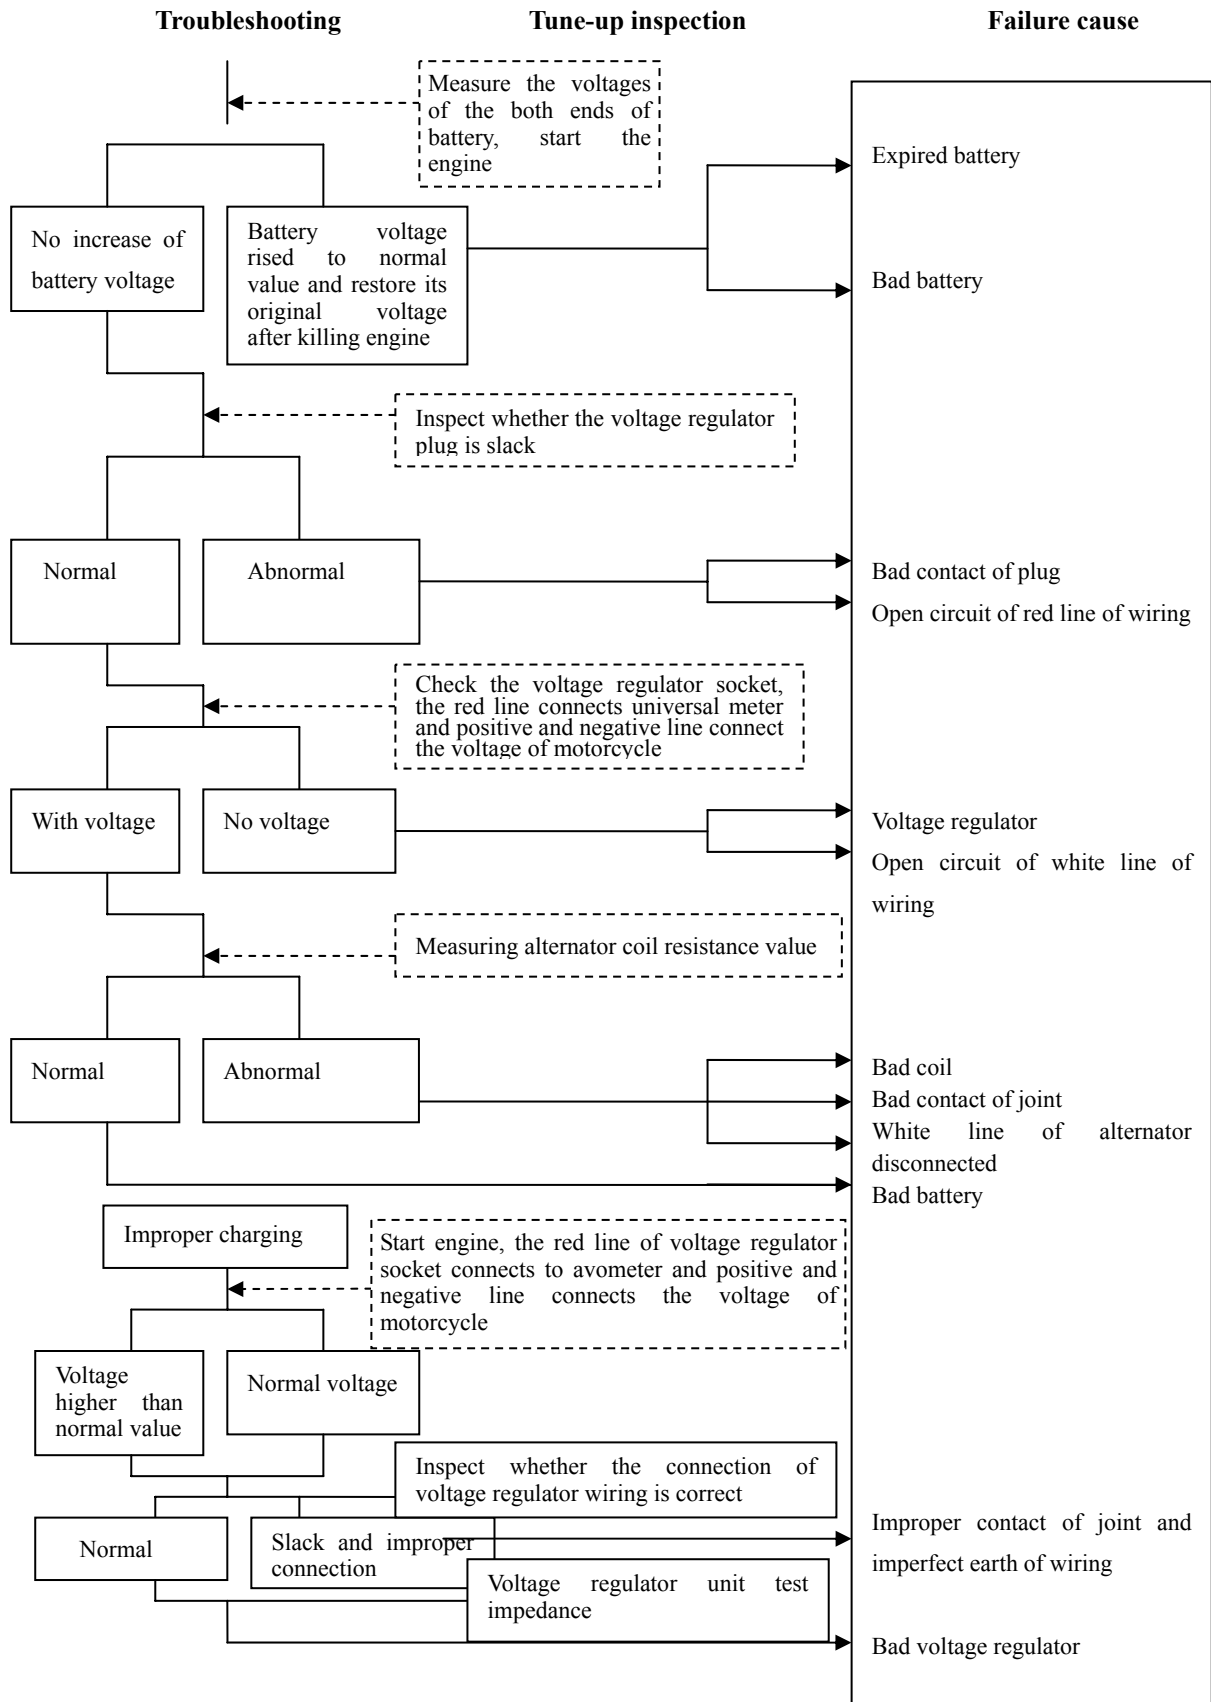 Troubleshooting
Tune-up inspection
Failure cause
Measure the voltages
of the both ends of
battery, start the
engine
Expired battery
No increase of
battery voltage
Battery voltage
rised to normal
value and restore its
original voltage
after killing engine
Bad battery
Inspect whether the voltage regulator
plug is slack
Normal
Abnormal
Bad contact of plug
Open circuit of red line of wiring
Check the voltage regulator socket,
the red line connects universal meter
and positive and negative line connect
the voltage of motorcycle
With voltage
No voltage
Voltage regulator
Open circuit of white line of
wiring
Measuring alternator coil resistance value
Normal
Abnormal
Bad coil
Bad contact of joint
White line of alternator
disconnected
Bad battery
Improper charging
Start engine, the red line of voltage regulator
socket connects to avometer and positive and
negative line connects the voltage of
motorcycle
Voltage
higher than
normal value
Normal voltage
Inspect whether the connection of
voltage regulator wiring is correct
Normal
Slack and improper
connection
Improper contact of joint and
imperfect earth of wiring
Voltage regulator unit test
impedance
Bad voltage regulator